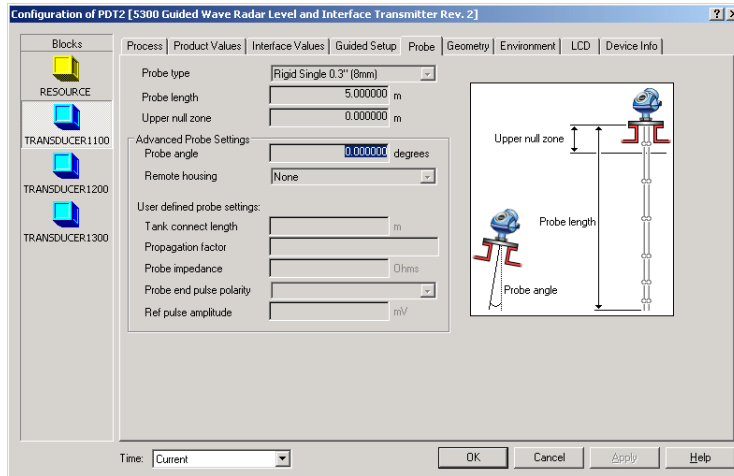 Configuration of PDT2 [5300 Guided Wave Radar Level and Interface Transmitter Rev. 2]
Blocks
RESOURCE
TRANSDUCER1100
TRANSDUCER1200
TRANSDUCER1300
Process Product Values Interface Values Guided Setup Probe Geometry Environment LCD Device Info
Probe type Rigid Single 0.3" (8mm)
Probe length 5.000000 m
Upper null zone 0.000000 m
Advanced Probe Settings
Probe angle 0.000000 degrees
Remote housing None
User defined probe settings:
Tank connect length m
Propagation factor
Probe impedance Ohms
Probe end pulse polarity
Ref pulse amplitude mV
Upper null zone
Probe length
Probe angle
Time: Current
OK Cancel Apply Help